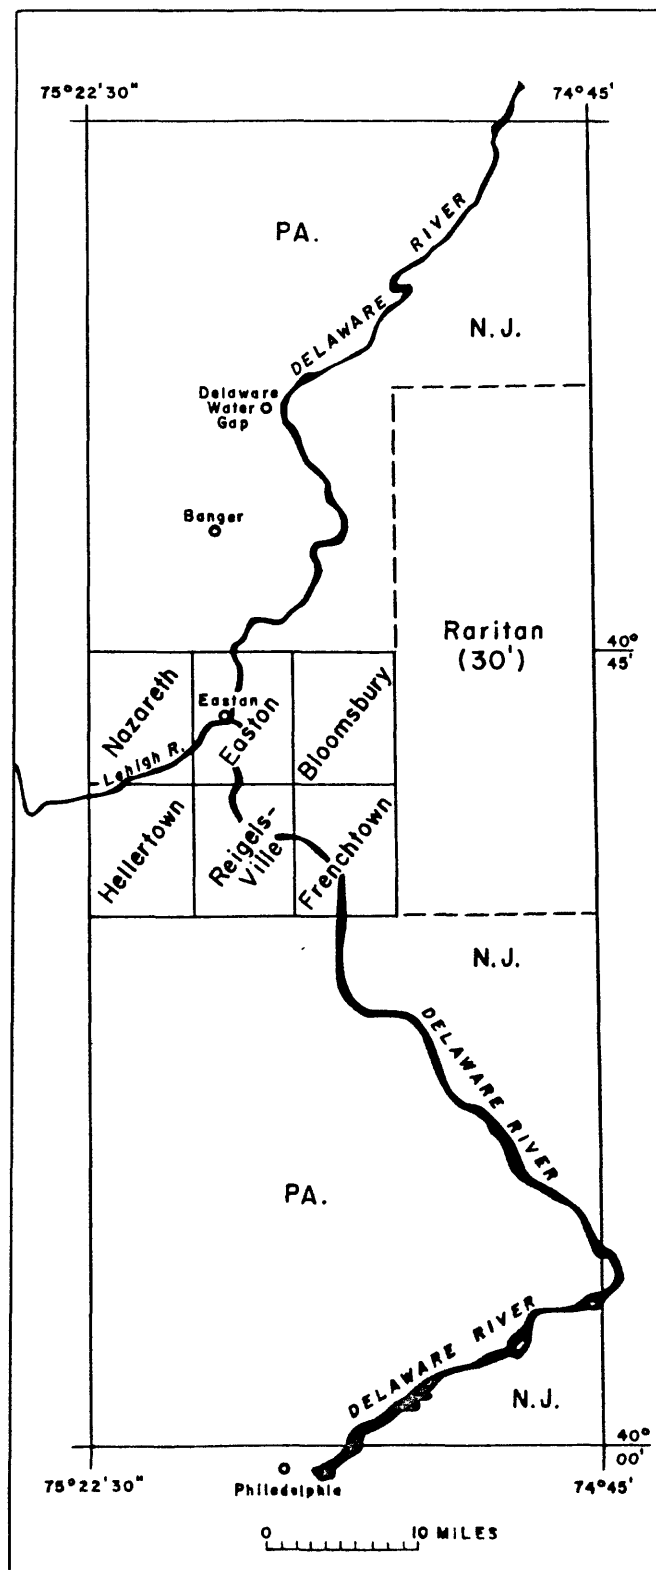 75°22'30"
74°45'
PA.
DELAWARE RIVER
N.J.
Delaware
Water
Gap
Banger
Raritan
(30')
40°
45'
Nazareth
Eastan
Easton
Bloomsbury
Lehigh R.
Hellertown
Reigels-
Ville
Frenchtown
N.J.
DELAWARE RIVER
PA.
DELAWARE RIVER
N.J.
40°
00'
75°22'30"
74°45'
Philadelphia
0 10 MILES